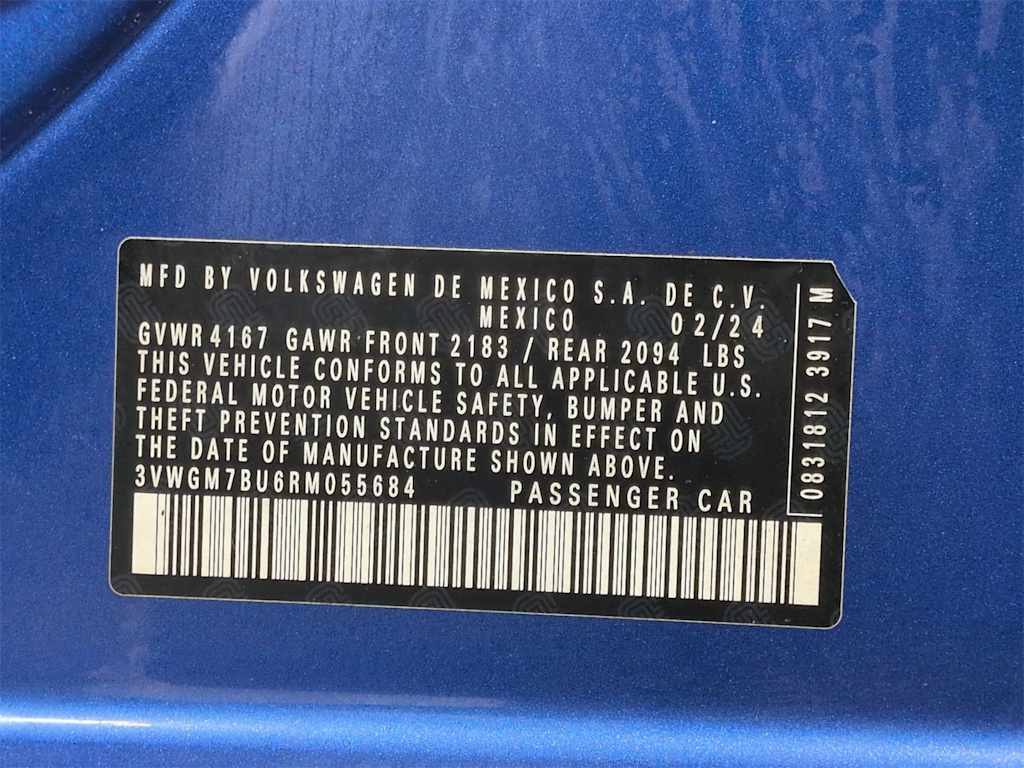 MFD BY VOLKSWAGEN DE MEXICO S.A. DE C.V.
MEXICO 02/24
GVWR 4167 GAWR FRONT 2183 / REAR 2094 LBS
THIS VEHICLE CONFORMS TO ALL APPLICABLE U.S.
FEDERAL MOTOR VEHICLE SAFETY, BUMPER AND
THEFT PREVENTION STANDARDS IN EFFECT ON
THE DATE OF MANUFACTURE SHOWN ABOVE.
3VWGM7BU6RM055684 PASSENGER CAR
0831812 3917 M